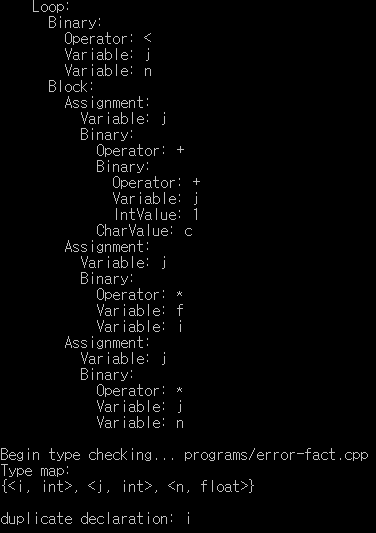 Loop:
Binary:
Operator: <
Variable: j
Variable: n
Block:
Assignment:
Variable: j
Binary:
Operator: +
Binary:
Operator: +
Variable: j
IntValue: 1
CharValue: c
Assignment:
Variable: j
Binary:
Operator: *
Variable: f
Variable: i
Assignment:
Variable: j
Binary:
Operator: *
Variable: j
Variable: n
Begin type checking... programs/error-fact.cpp
Type map:
{<i, int>, <j, int>, <n, float>}
duplicate declaration: i